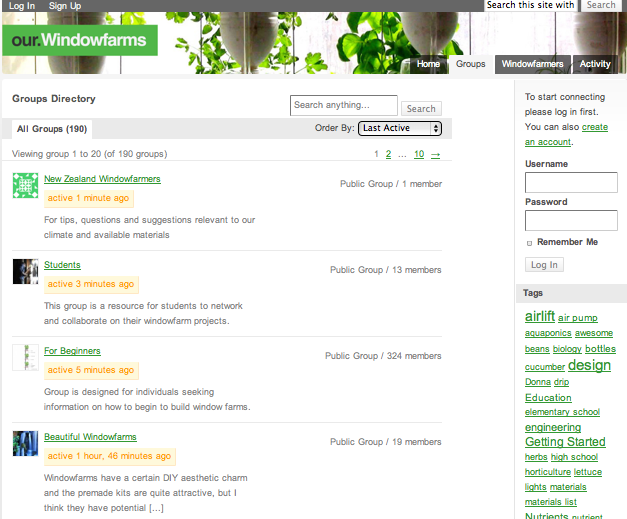 Log In Sign Up
Search this site with Search
our.Windowfarms
Home Groups Windowfarmers Activity
Groups Directory
Search anything... Search
All Groups (190)
Order By: Last Active
Viewing group 1 to 20 (of 190 groups)
1 2 ... 10 →
New Zealand Windowfarmers
Public Group / 1 member
active 1 minute ago
For tips, questions and suggestions relevant to our
climate and available materials
Students
Public Group / 13 members
active 3 minutes ago
This group is a resource for students to network
and collaborate on their windowfarm projects.
For Beginners
Public Group / 324 members
active 5 minutes ago
Group is designed for individuals seeking
information on how to begin to build window farms.
Beautiful Windowfarms
Public Group / 19 members
active 1 hour, 46 minutes ago
Windowfarms have a certain DIY aesthetic charm
and the premade kits are quite attractive, but I
think they have potential [...]
To start connecting
please log in first.
You can also create
an account.
Username
Password
Remember Me
Log In
Tags
airlift air pump
aquaponics awesome
beans biology bottles
cucumber design
Donna drip
Education
elementary school
engineering
Getting Started
herbs high school
horticulture lettuce
lights materials
materials list
Nutrients nutrient